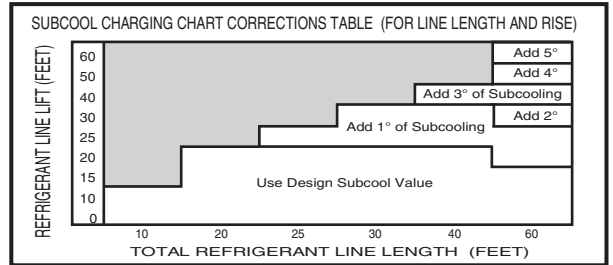 SUBCOOL CHARGING CHART CORRECTIONS TABLE (FOR LINE LENGTH AND RISE)
REFRIGERANT LINE LIFT (FEET)
60
50
40
30
25
20
15
10
0
Add 5°
Add 4°
Add 3° of Subcooling
Add 2°
Add 1° of Subcooling
Use Design Subcool Value
10 20 25 30 40 60
TOTAL REFRIGERANT LINE LENGTH (FEET)